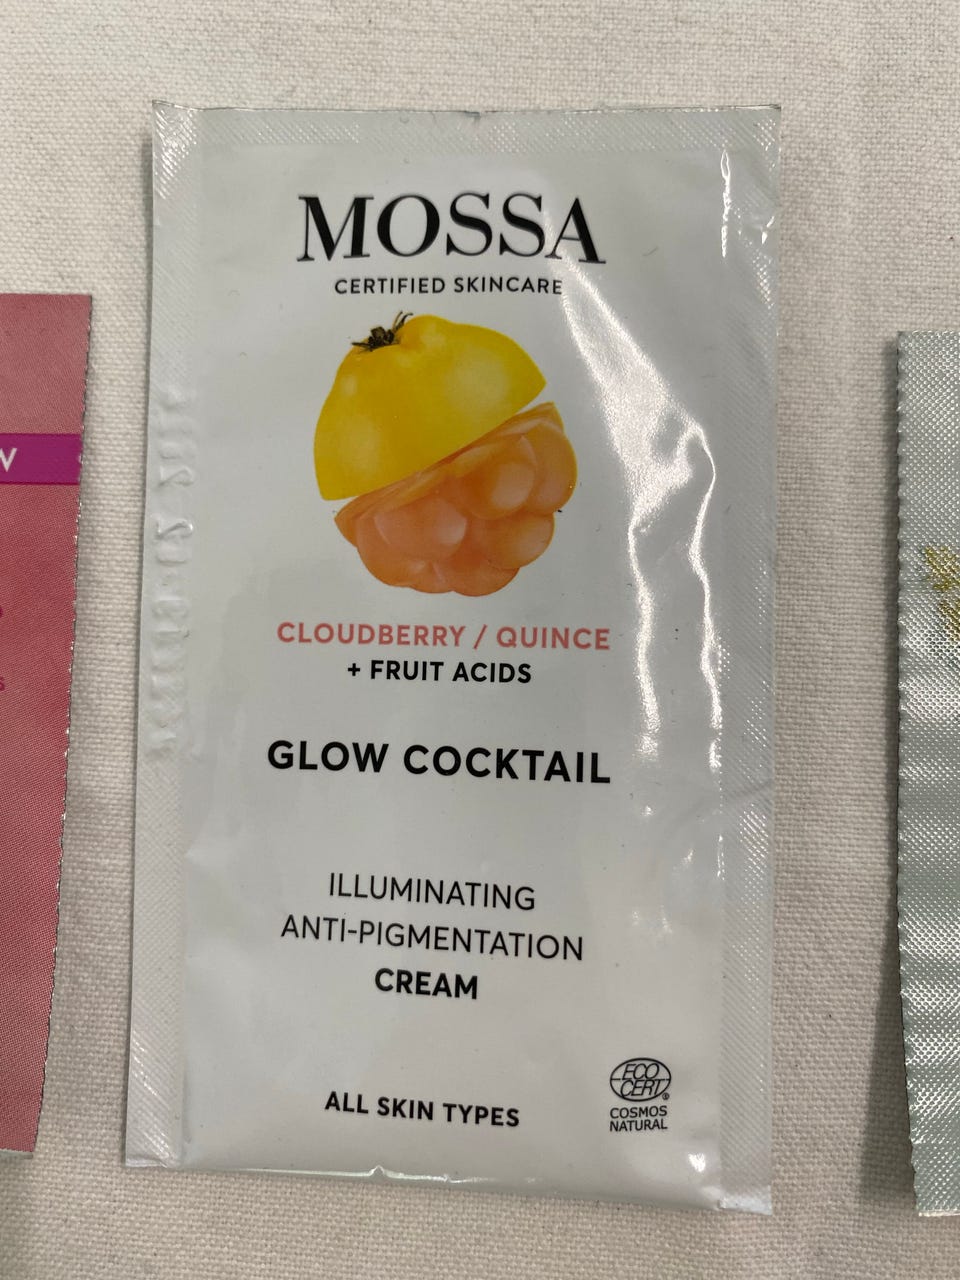 MOSSA
CERTIFIED SKINCARE
CLOUDBERRY / QUINCE
+ FRUIT ACIDS
GLOW COCKTAIL
ILLUMINATING
ANTI-PIGMENTATION
CREAM
ALL SKIN TYPES
ECO
CERT®
COSMOS
NATURAL